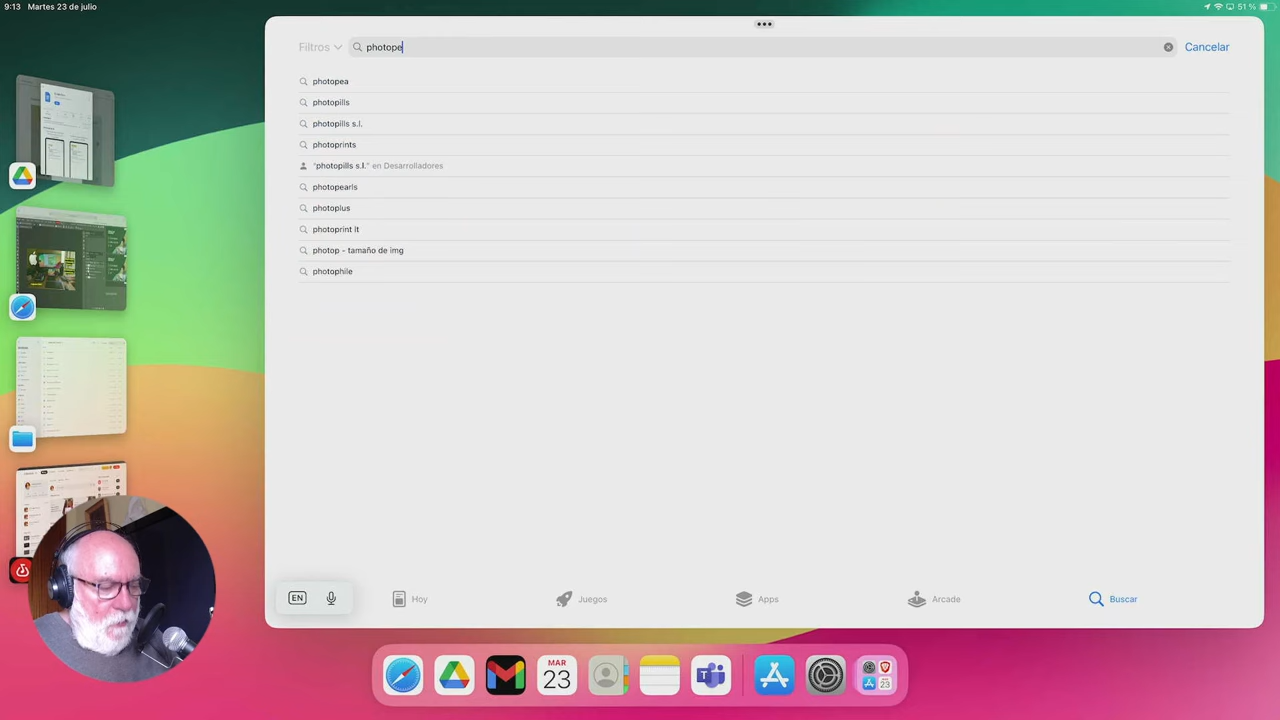 9:13 Martes 23 de julio
51 %
Filtros
photope
Cancelar
photopea
photopills
photopills s.l.
photoprints
"photopills s.l." en Desarrolladores
photopearls
photoplus
photoprint it
photop - tamaño de img
photophile
EN
Hoy
Juegos
Apps
Arcade
Buscar
MAR
23